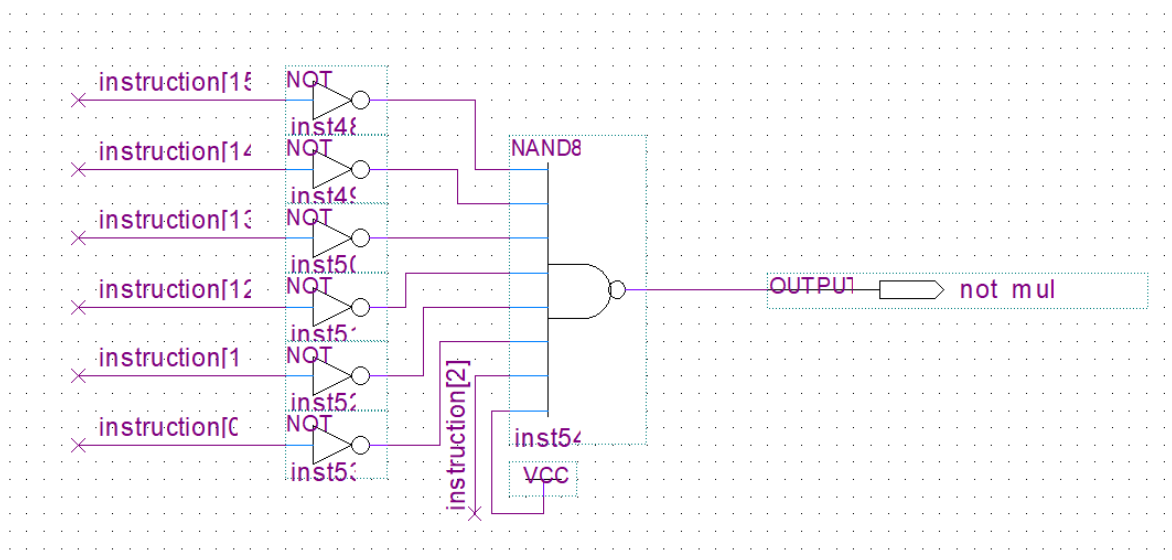 instruction[15
NOT
inst48
instruction[14
NOT
inst49
instruction[13
NOT
inst50
instruction[12
NOT
inst51
instruction[1
NOT
inst52
instruction[0
NOT
inst53
instruction[2]
NAND8
inst54
VCC
OUTPUT
not mul